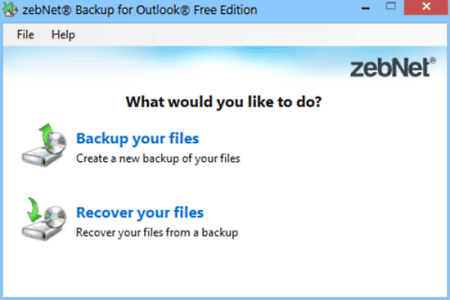 zebNet® Backup for Outlook® Free Edition
File Help
zebNet®
What would you like to do?
Backup your files
Create a new backup of your files
Recover your files
Recover your files from a backup